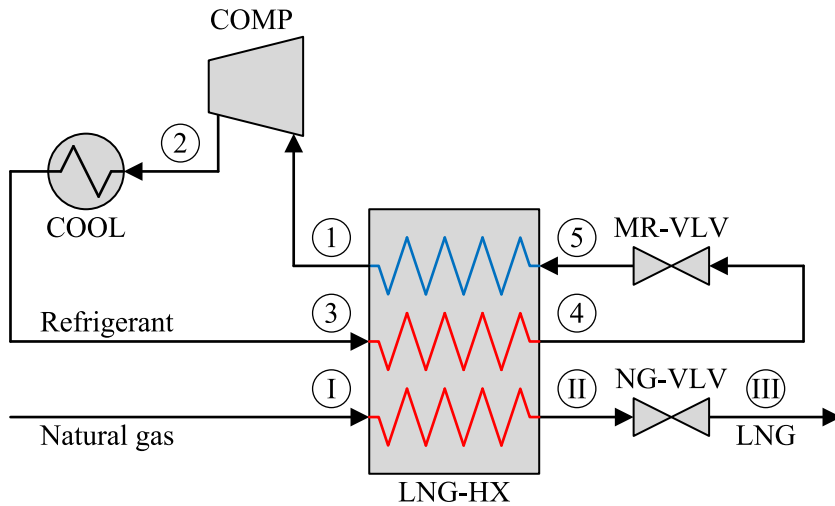 COMP
2
COOL
1
5
MR-VLV
Refrigerant
3
4
I
II
NG-VLV
III
Natural gas
LNG
LNG-HX